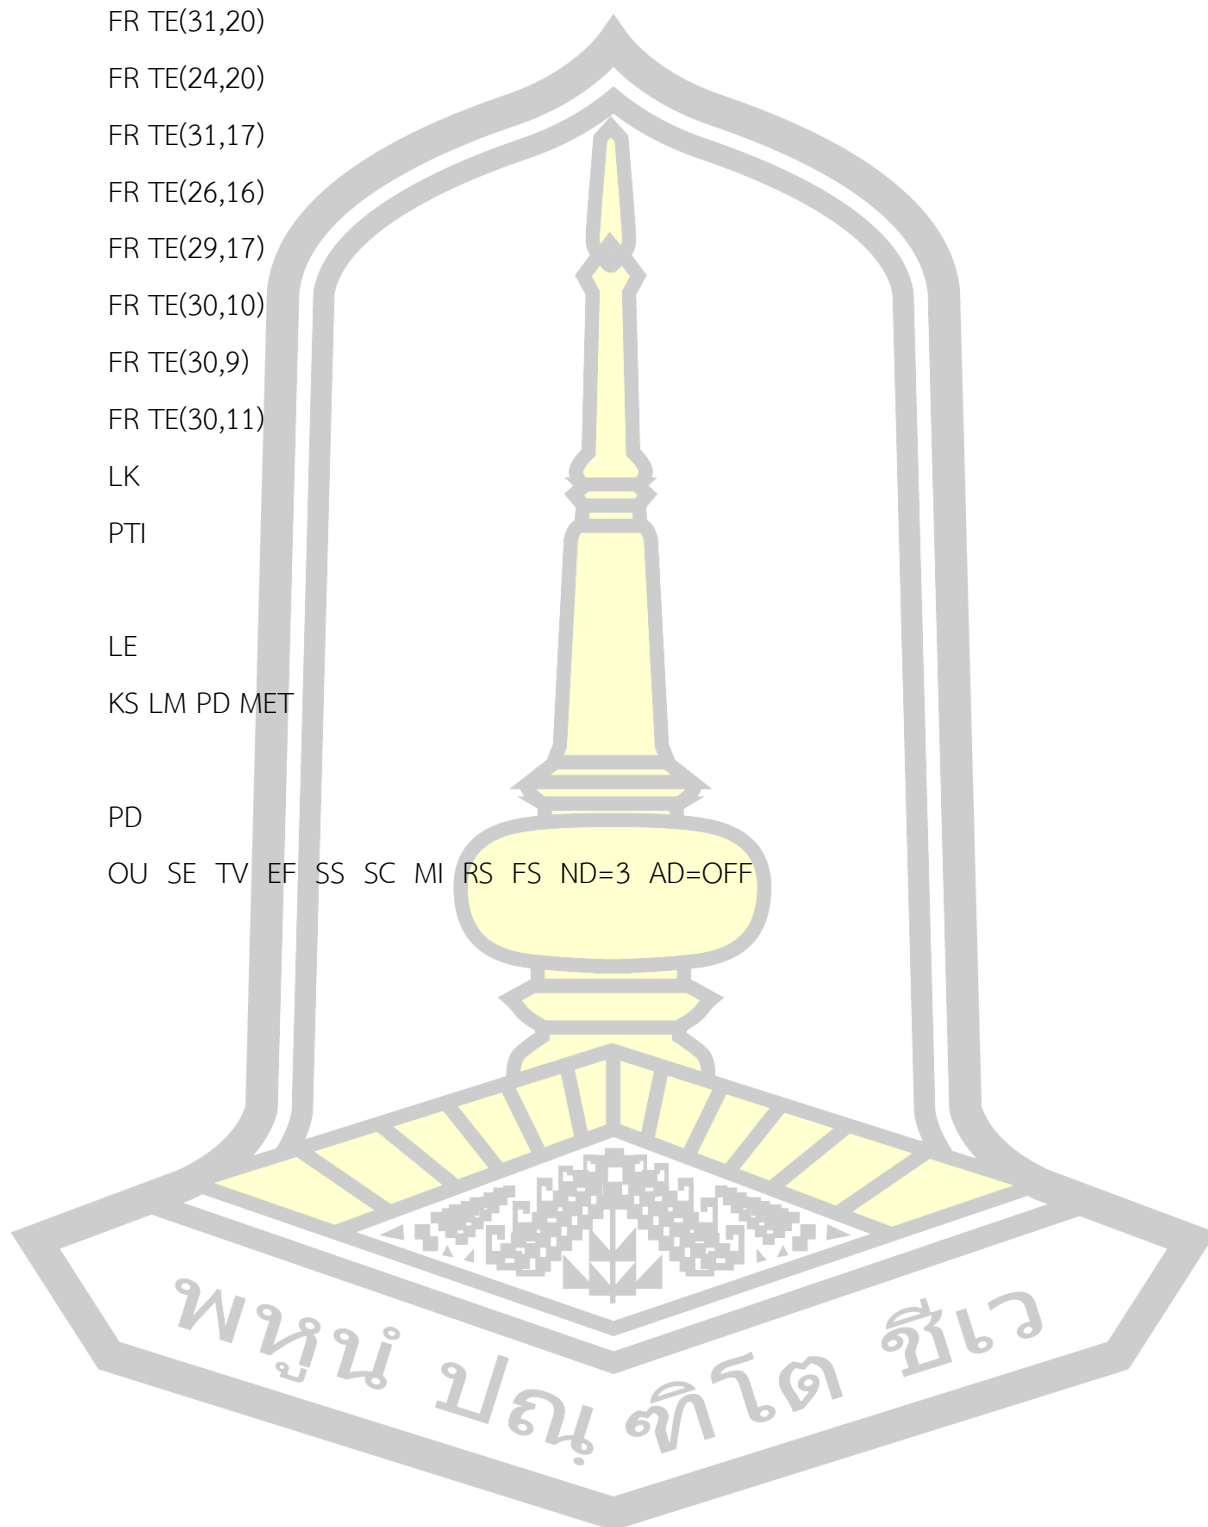 FR TE(31,20)
FR TE(24,20)
FR TE(31,17)
FR TE(26,16)
FR TE(29,17)
FR TE(30,10)
FR TE(30,9)
FR TE(30,11)
LK
PTI
LE
KS LM PD MET
PD
OU SE TV EF SS SC MI RS FS ND=3 AD=OFF
พหูนํ ปณฺฑิโต ชีเว